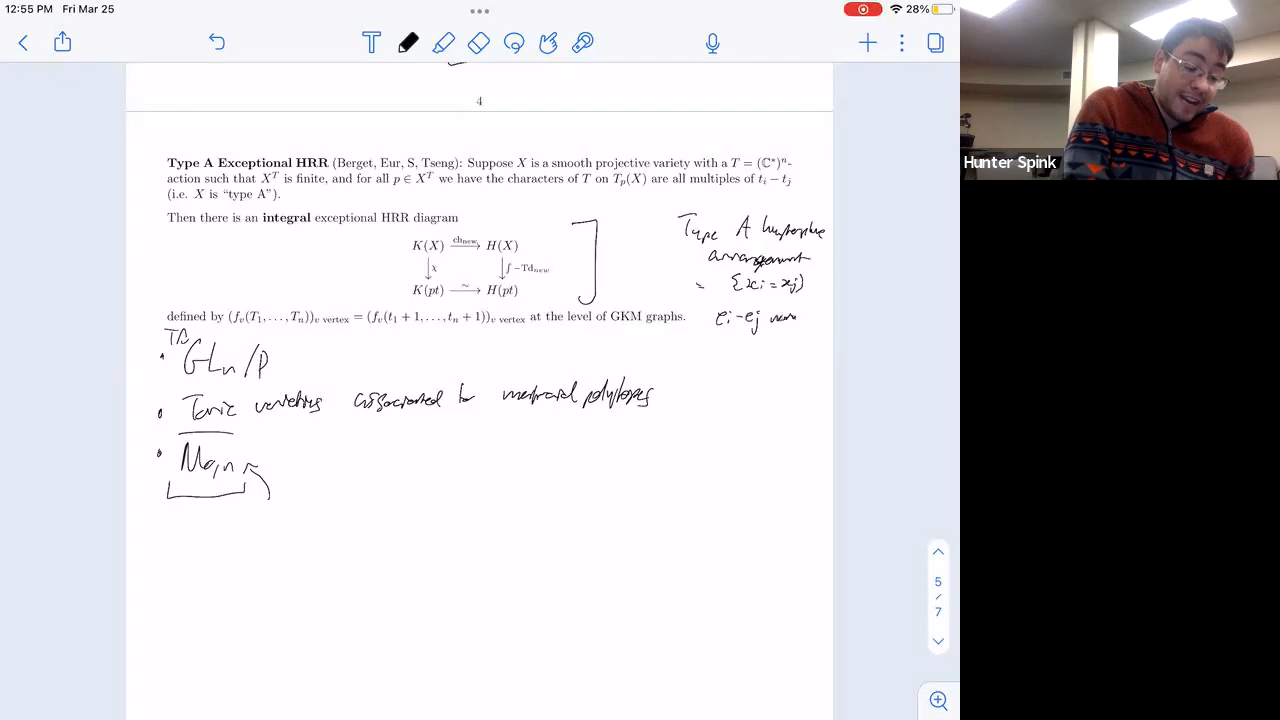 12:55 PM Fri Mar 25
28%
4
Type A Exceptional HRR (Berget, Eur, S, Tseng): Suppose X is a smooth projective variety with a T = (ℂ*)ⁿ-
action such that X^T is finite, and for all p ∈ X^T we have the characters of T on T_p(X) are all multiples of t_i − t_j
(i.e. X is "type A").
Then there is an integral exceptional HRR diagram
K(X) ch_new→ H(X)
↓χ ↓∫ −·Td_new
K(pt) ∼→ H(pt)
defined by (f_v(T_1, . . . , T_n))_v vertex = (f_v(t_1 + 1, . . . , t_n + 1))_v vertex at the level of GKM graphs.
Type A hyperplane
arrangement
{x_i = x_j}
e_i − e_j
GL_n/P
• Toric varieties associated to matroid polytopes
• M_{0,n}
Hunter Spink
5
/
7